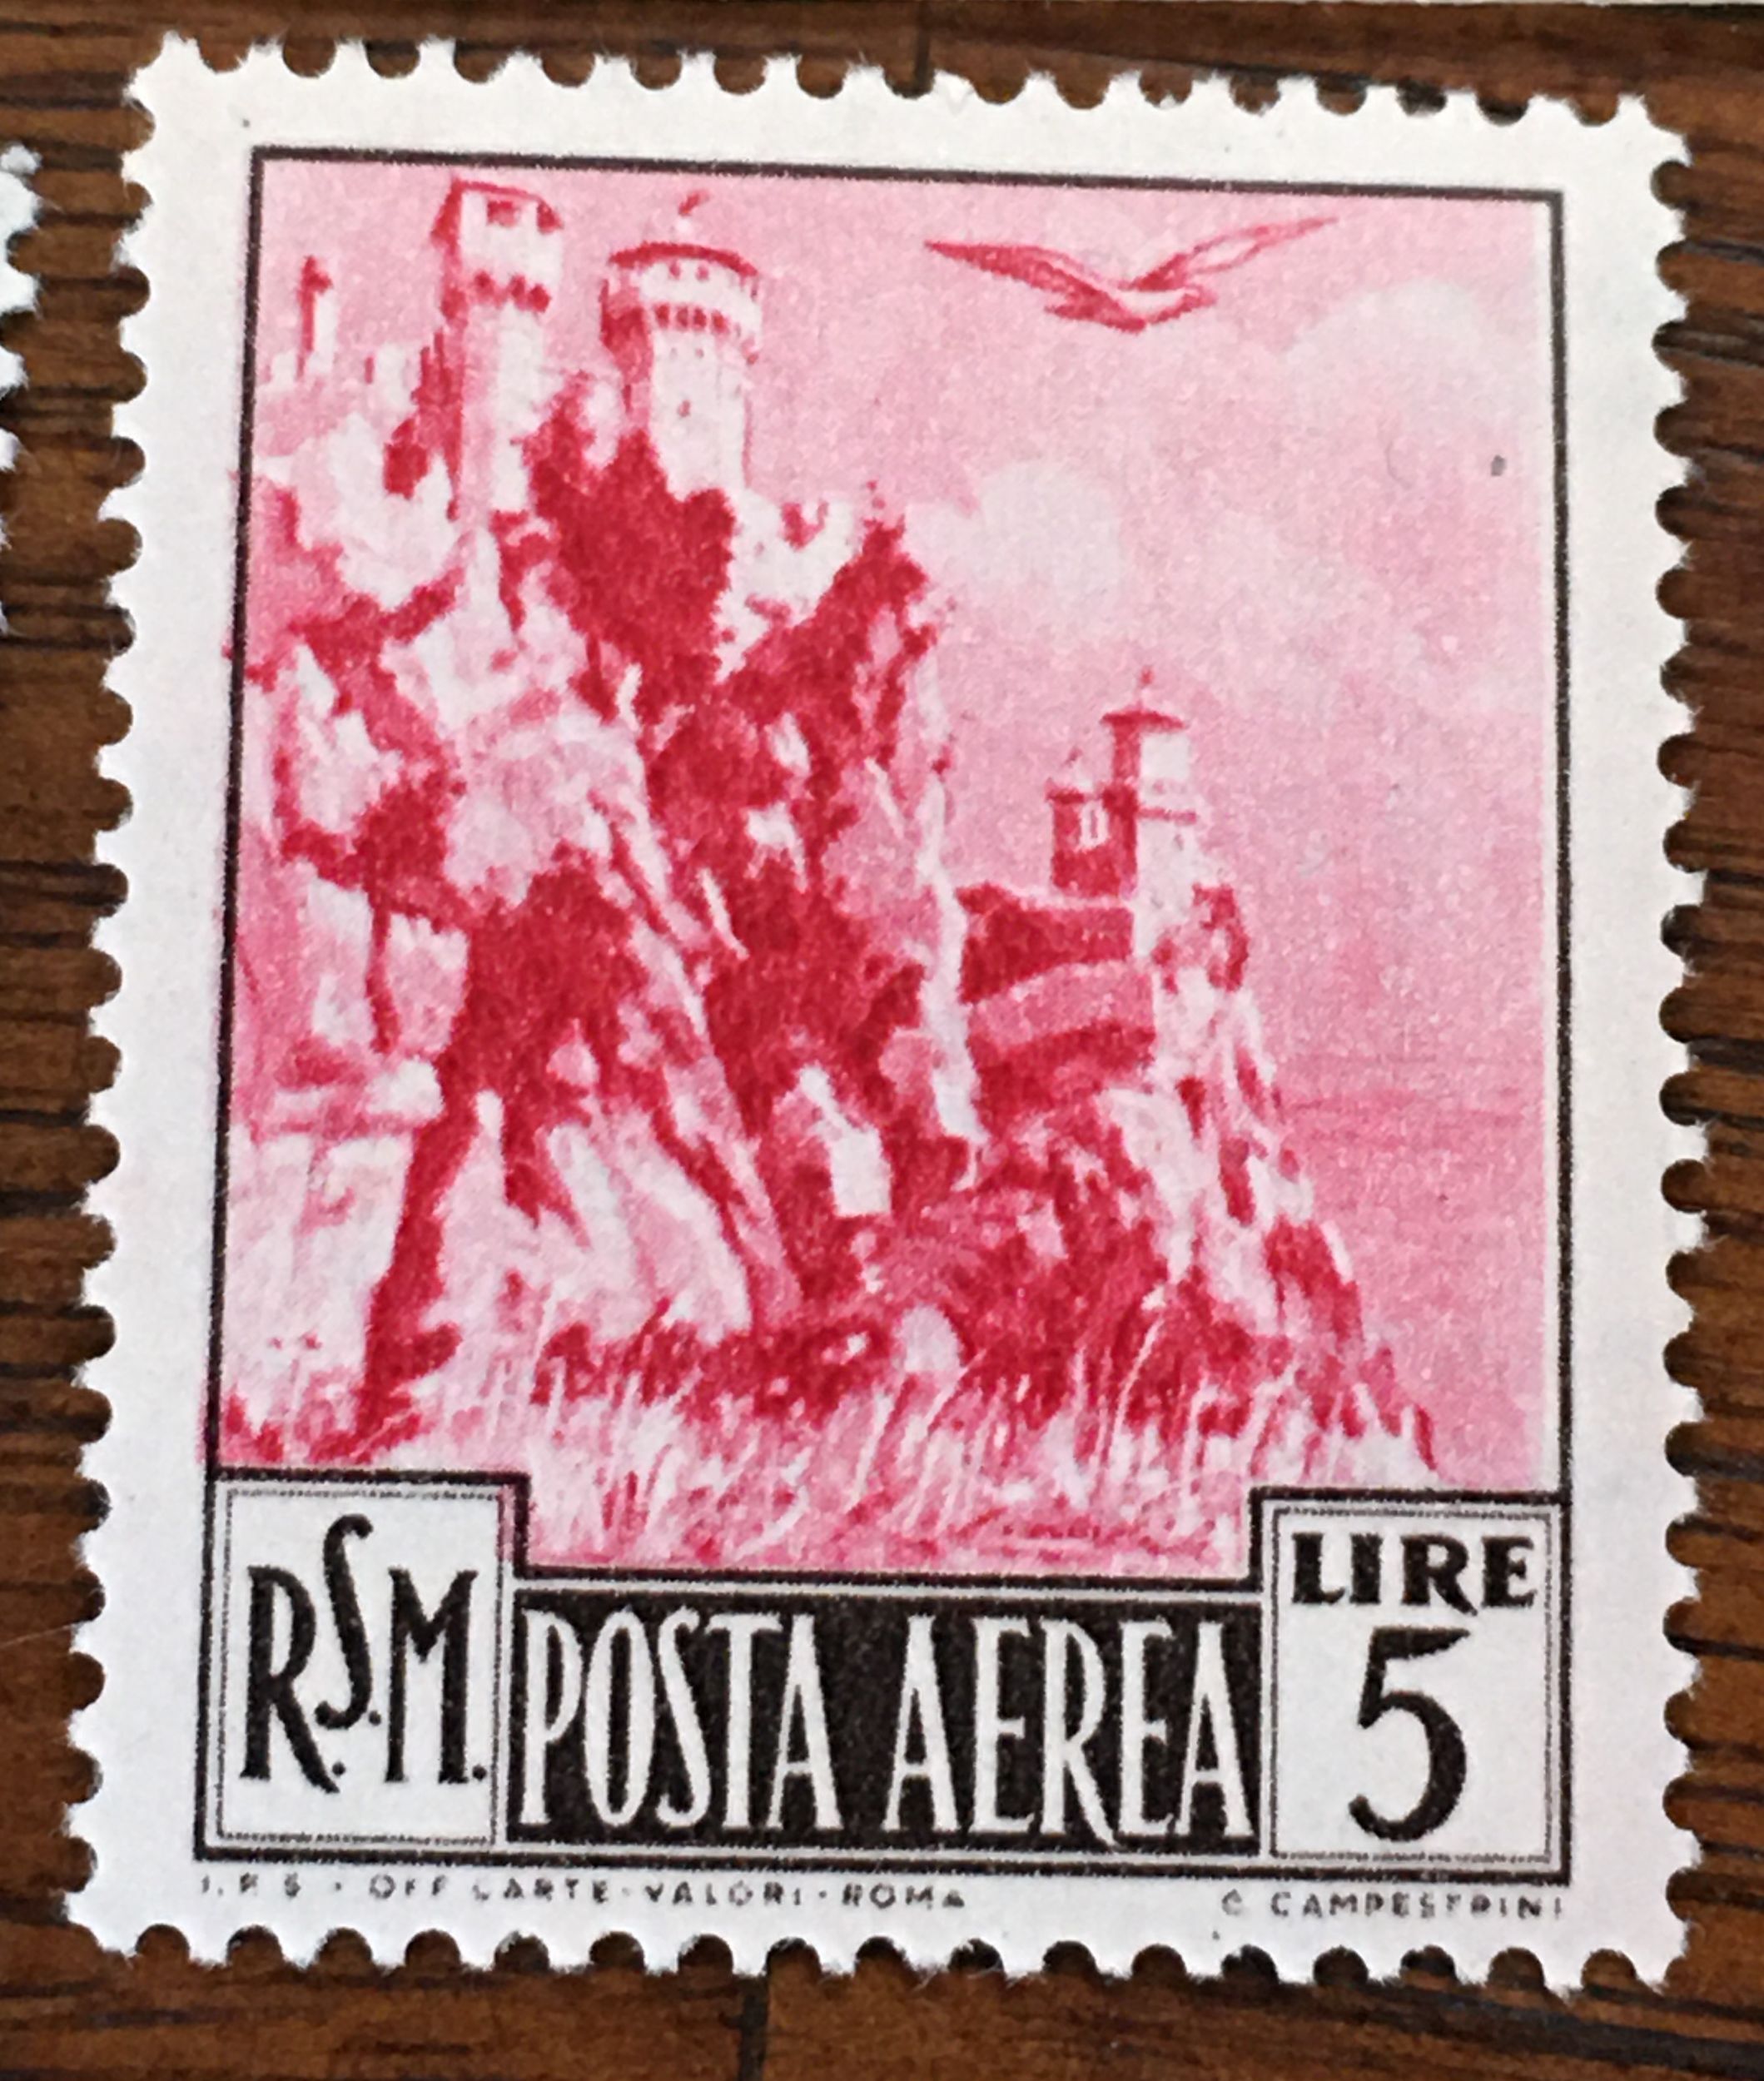 R.S.M.
POSTA AEREA
LIRE
5
I.P.S. · OFF CARTE-VALORI · ROMA
C CAMPESTRINI